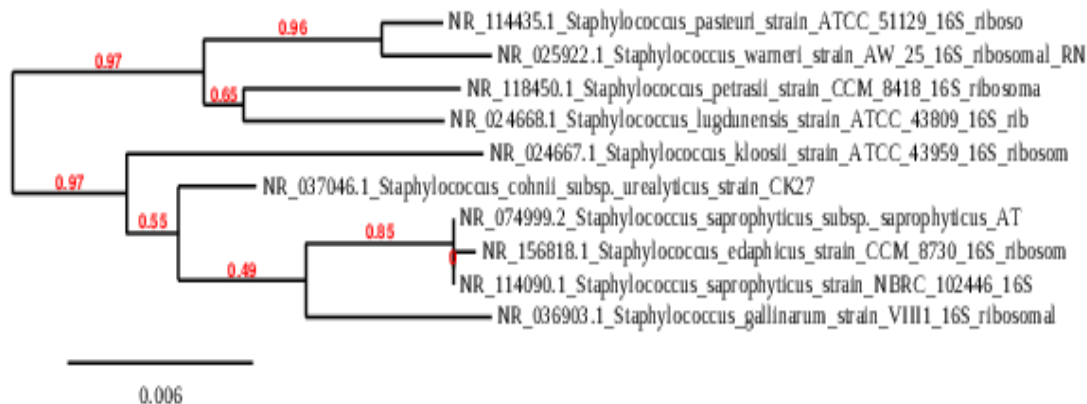 NR_114435.1_Staphylococcus_pasteuri_strain_ATCC_51129_16S_riboso
0.96
NR_025922.1_Staphylococcus_warneri_strain_AW_25_16S_ribosomal_RN
0.97
NR_118450.1_Staphylococcus_petrasii_strain_CCM_8418_16S_ribosoma
0.65
NR_024668.1_Staphylococcus_lugdunensis_strain_ATCC_43809_16S_rib
NR_024667.1_Staphylococcus_kloosii_strain_ATCC_43959_16S_ribosom
0.97
NR_037046.1_Staphylococcus_cohnii_subsp._urealyticus_strain_CK27
0.55
NR_074999.2_Staphylococcus_saprophyticus_subsp._saprophyticus_AT
0.85
NR_156818.1_Staphylococcus_edaphicus_strain_CCM_8730_16S_ribosom
0
0.49
NR_114090.1_Staphylococcus_saprophyticus_strain_NBRC_102446_16S
NR_036903.1_Staphylococcus_gallinarum_strain_VIII1_16S_ribosomal
0.006